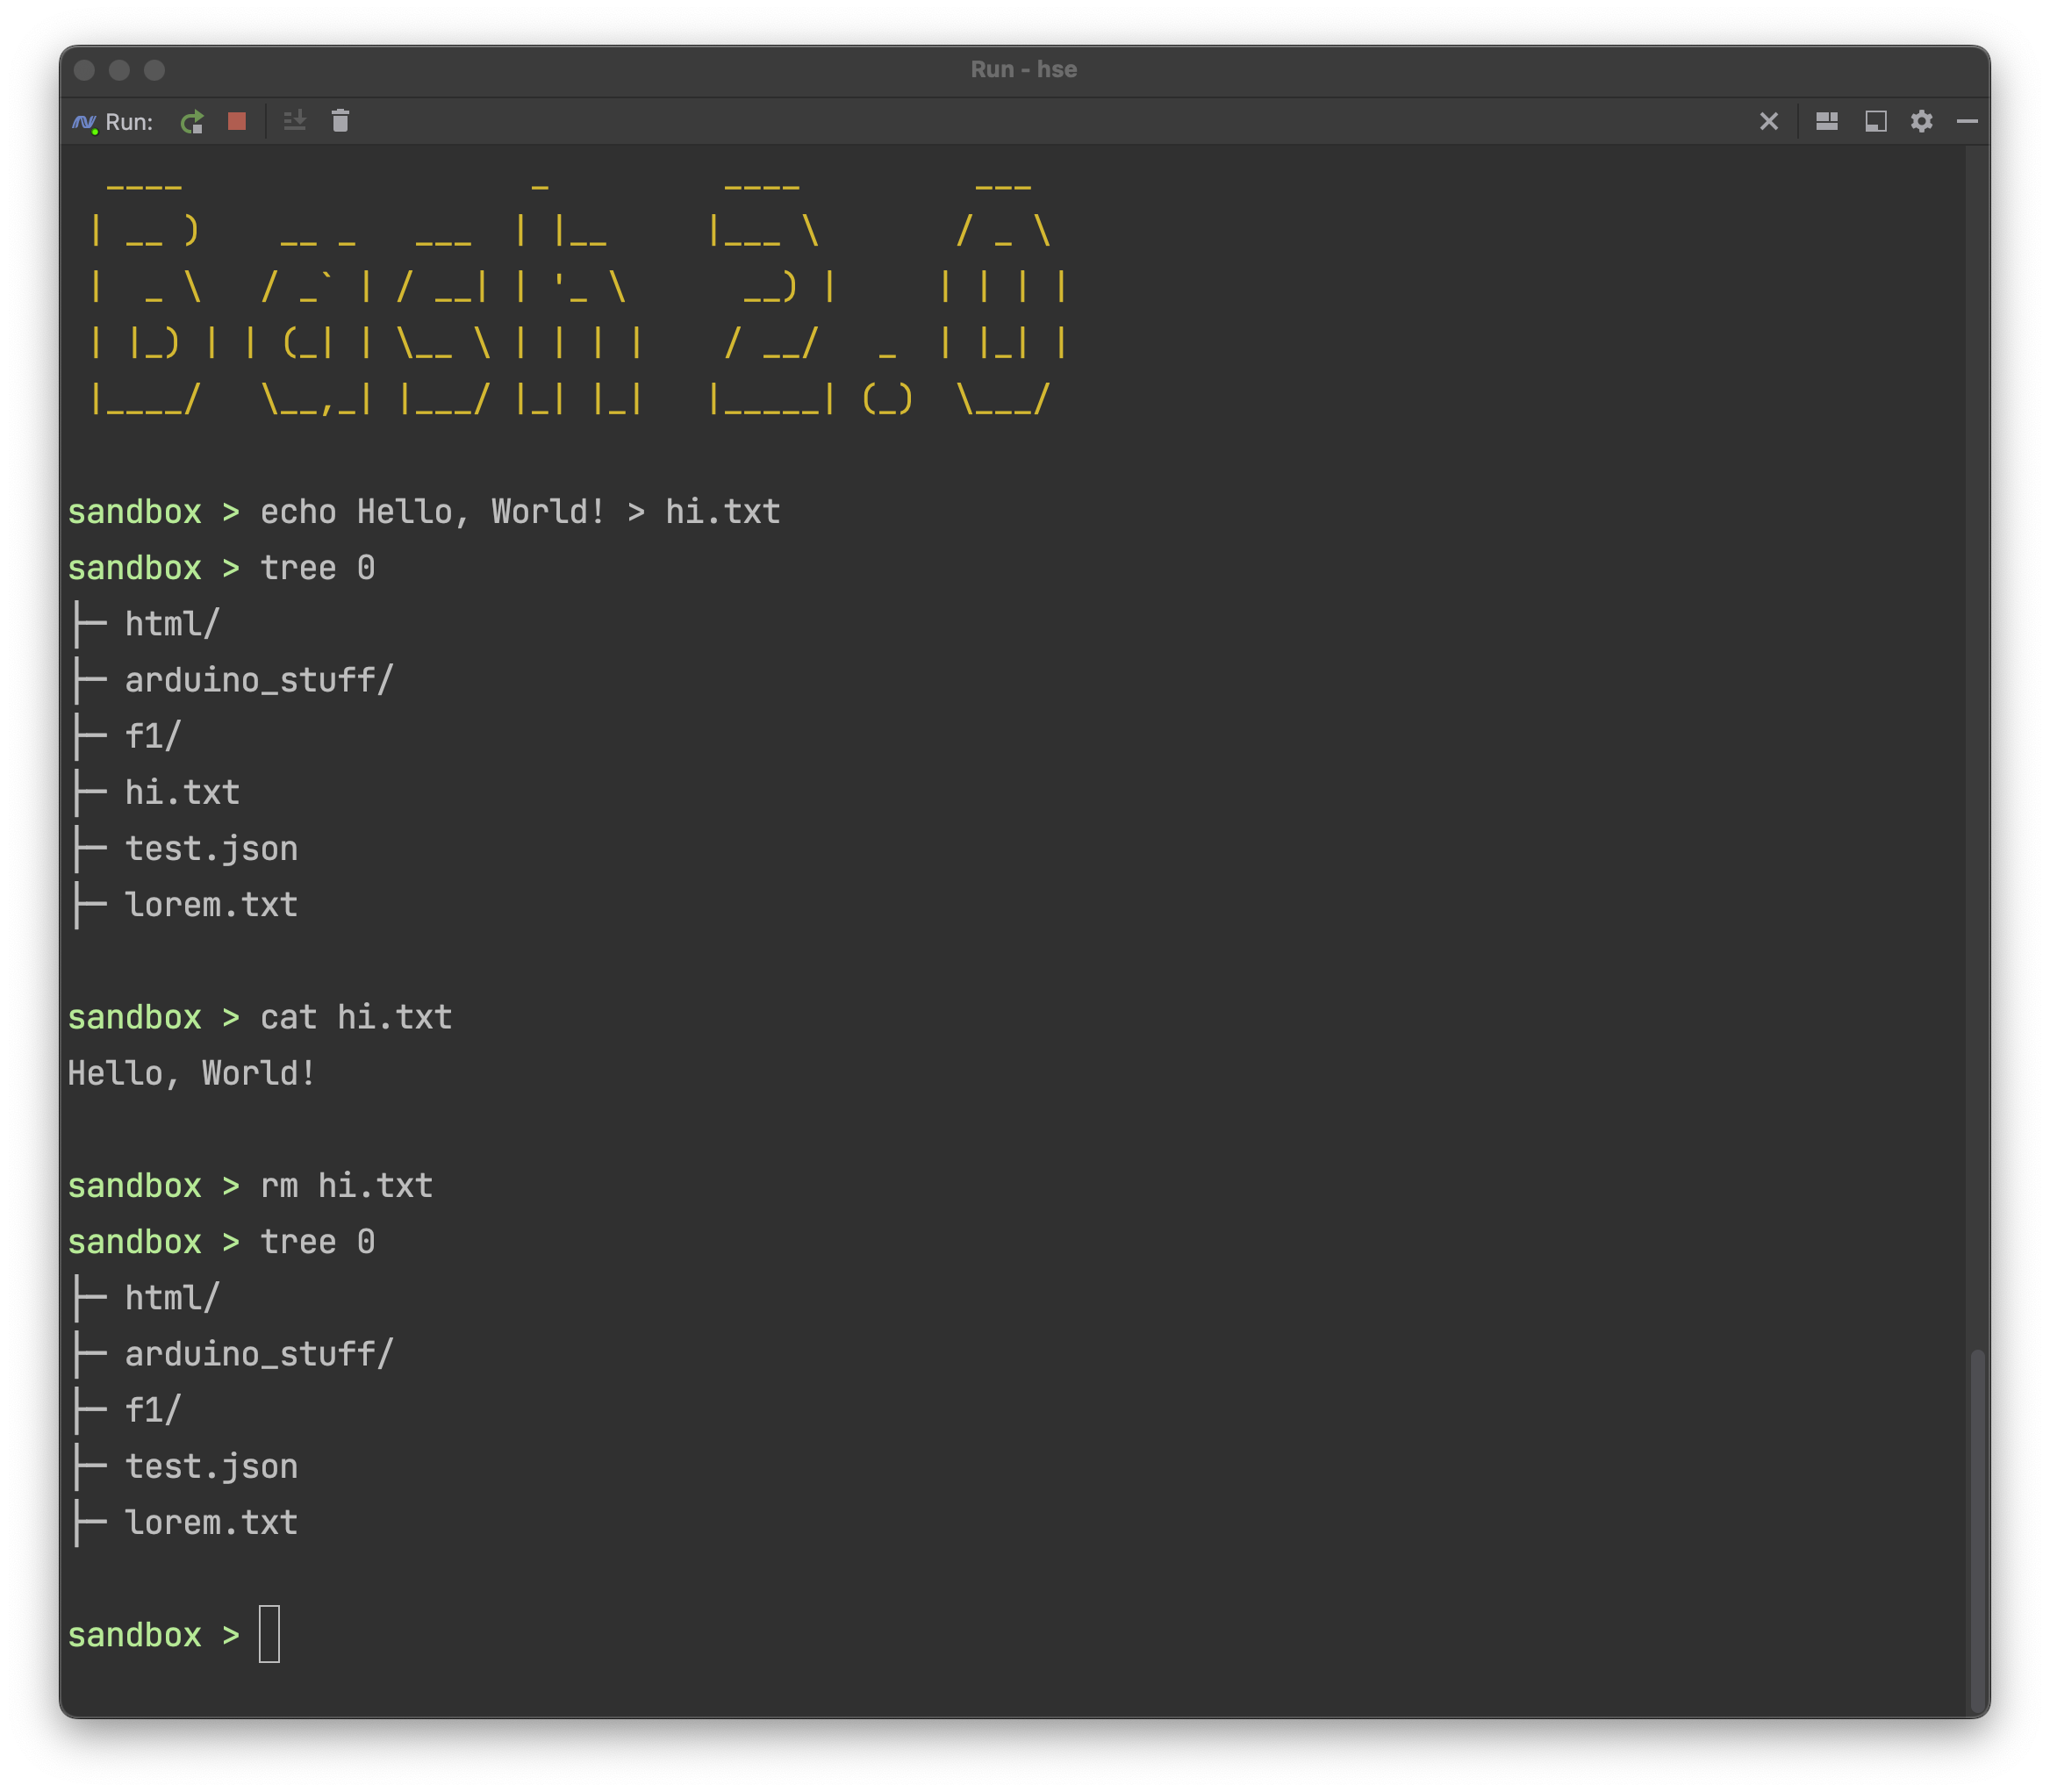 Run - hse
Run:
  ____                      _         ____         ___
 | __ )    __ _   ___  | |__     |___ \       / _ \
 |  _ \   / _` | / __| | '_ \      __) |     | | | |
 | |_) | | (_| | \__ \ | | | |    / __/   _  | |_| |
 |____/   \__,_| |___/ |_| |_|   |_____| (_)  \___/
sandbox > echo Hello, World! > hi.txt
sandbox > tree 0
├─ html/
├─ arduino_stuff/
├─ f1/
├─ hi.txt
├─ test.json
├─ lorem.txt
sandbox > cat hi.txt
Hello, World!
sandbox > rm hi.txt
sandbox > tree 0
├─ html/
├─ arduino_stuff/
├─ f1/
├─ test.json
├─ lorem.txt
sandbox >